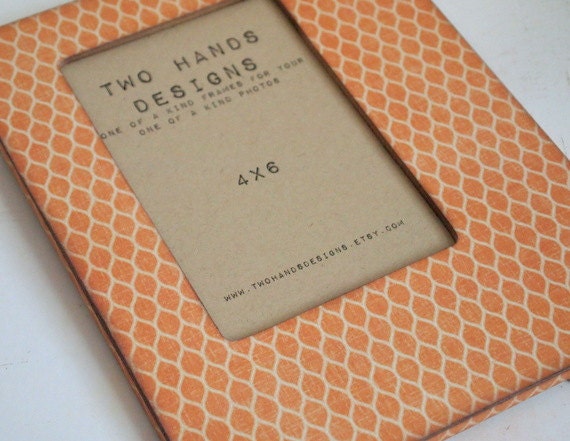 TWO HANDS
DESIGNS
ONE OF A KIND FRAMES FOR YOUR
ONE OF A KIND PHOTOS
4X6
WWW.TWOHANDSDESIGNS.ETSY.COM